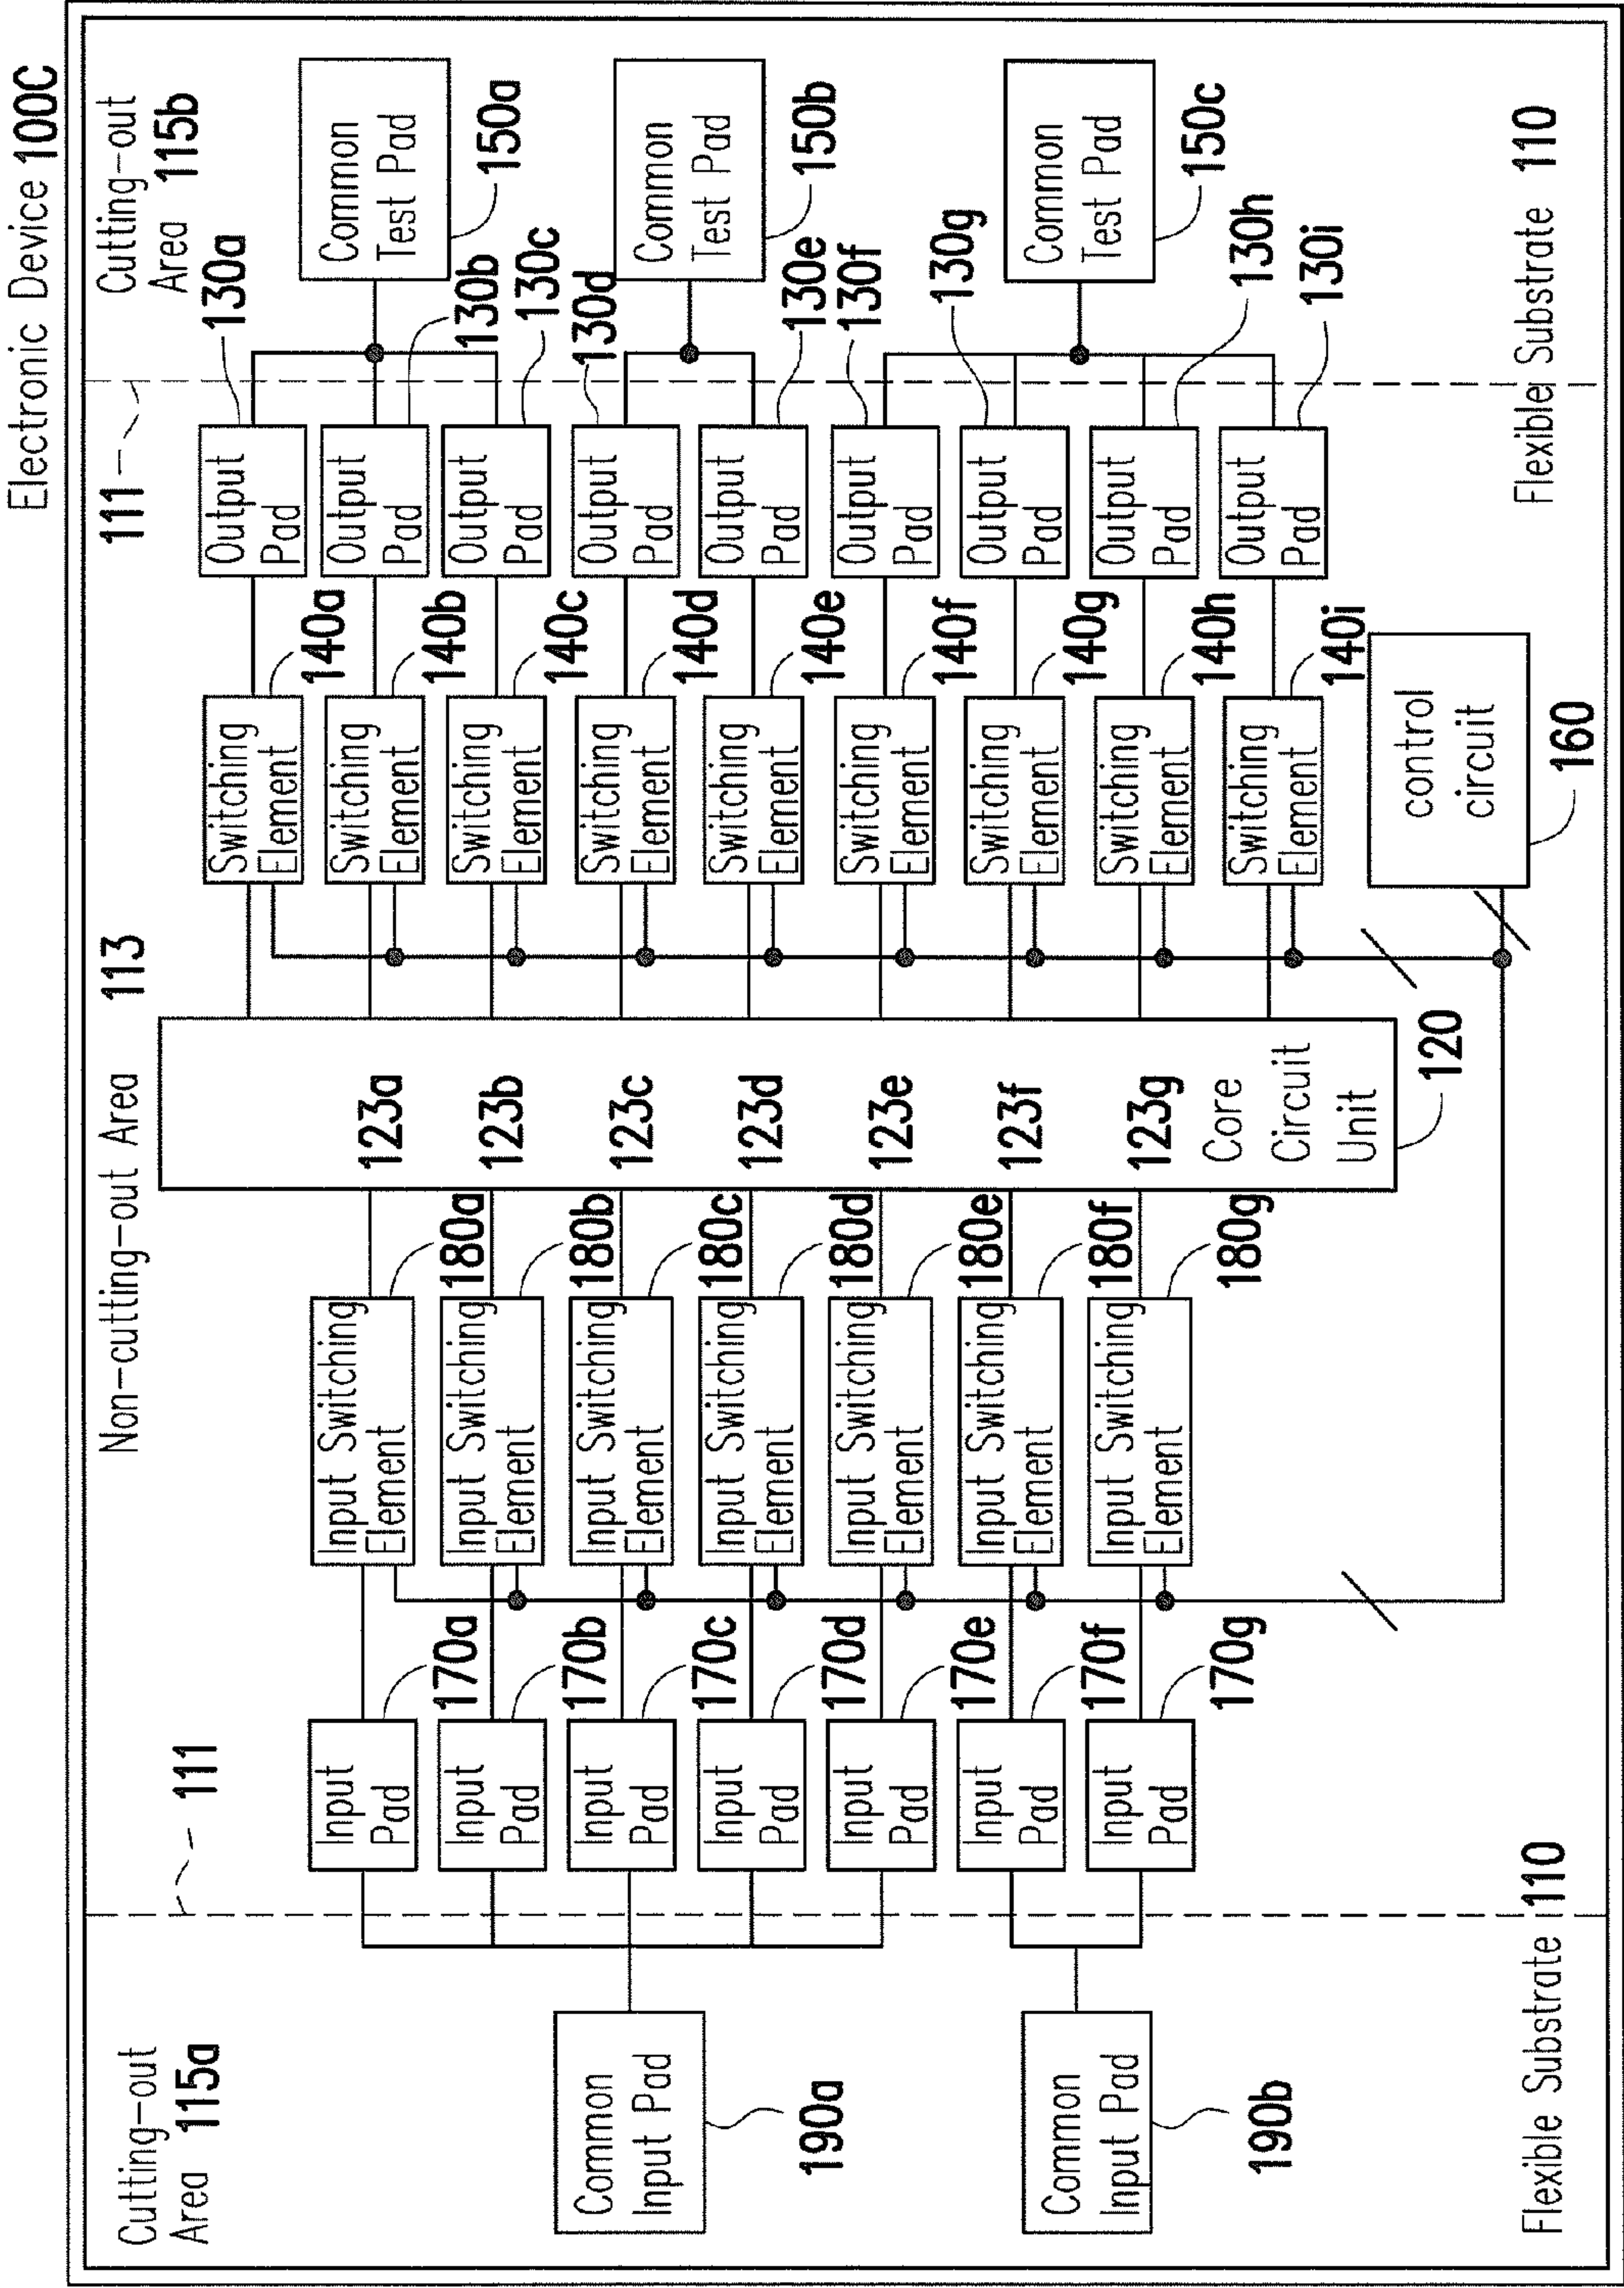 Electronic Device 100C
Cutting-out
Area 115a
111
Non-cutting-out Area 113
111
Cutting-out
Area 115b
Common
Input Pad
190a
Common
Input Pad
190b
Input
Pad
170a
Input
Pad
170b
Input
Pad
170c
Input
Pad
170d
Input
Pad
170e
Input
Pad
170f
Input
Pad
170g
Input Switching
Element
180a
Input Switching
Element
180b
Input Switching
Element
180c
Input Switching
Element
180d
Input Switching
Element
180e
Input Switching
Element
180f
Input Switching
Element
180g
123a
123b
123c
123d
123e
123f
123g
Core
Circuit
Unit
120
Switching
Element
140a
Switching
Element
140b
Switching
Element
140c
Switching
Element
140d
Switching
Element
140e
Switching
Element
140f
Switching
Element
140g
Switching
Element
140h
Switching
Element
140i
control
circuit
160
Output
Pad
130a
Output
Pad
130b
Output
Pad
130c
Output
Pad
130d
Output
Pad
130e
Output
Pad
130f
Output
Pad
130g
Output
Pad
130h
Output
Pad
130i
Common
Test Pad
150a
Common
Test Pad
150b
Common
Test Pad
150c
Flexible Substrate 110
Flexible Substrate 110